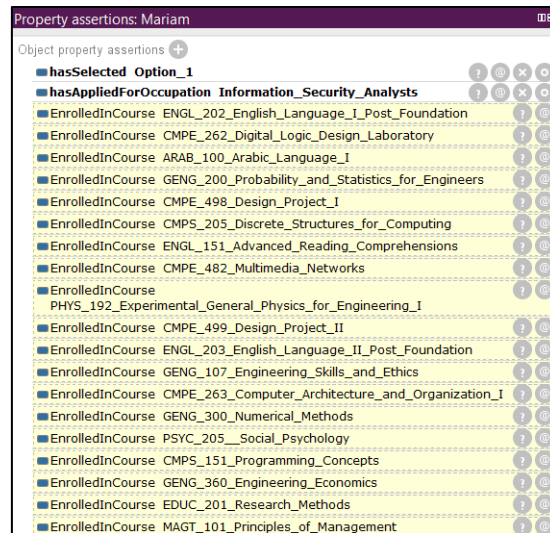 Property assertions: Mariam
Object property assertions
hasSelected Option_1
hasAppliedForOccupation Information_Security_Analysts
EnrolledInCourse ENGL_202_English_Language_I_Post_Foundation
EnrolledInCourse CMPE_262_Digital_Logic_Design_Laboratory
EnrolledInCourse ARAB_100_Arabic_Language_I
EnrolledInCourse GENG_200_Probability_and_Statistics_for_Engineers
EnrolledInCourse CMPE_498_Design_Project_I
EnrolledInCourse CMPS_205_Discrete_Structures_for_Computing
EnrolledInCourse ENGL_151_Advanced_Reading_Comprehensions
EnrolledInCourse CMPE_482_Multimedia_Networks
EnrolledInCourse
PHYS_192_Experimental_General_Physics_for_Engineering_I
EnrolledInCourse CMPE_499_Design_Project_II
EnrolledInCourse ENGL_203_English_Language_II_Post_Foundation
EnrolledInCourse GENG_107_Engineering_Skills_and_Ethics
EnrolledInCourse CMPE_263_Computer_Architecture_and_Organization_I
EnrolledInCourse GENG_300_Numerical_Methods
EnrolledInCourse PSYC_205__Social_Psychology
EnrolledInCourse CMPS_151_Programming_Concepts
EnrolledInCourse GENG_360_Engineering_Economics
EnrolledInCourse EDUC_201_Research_Methods
EnrolledInCourse MAGT_101_Principles_of_Management